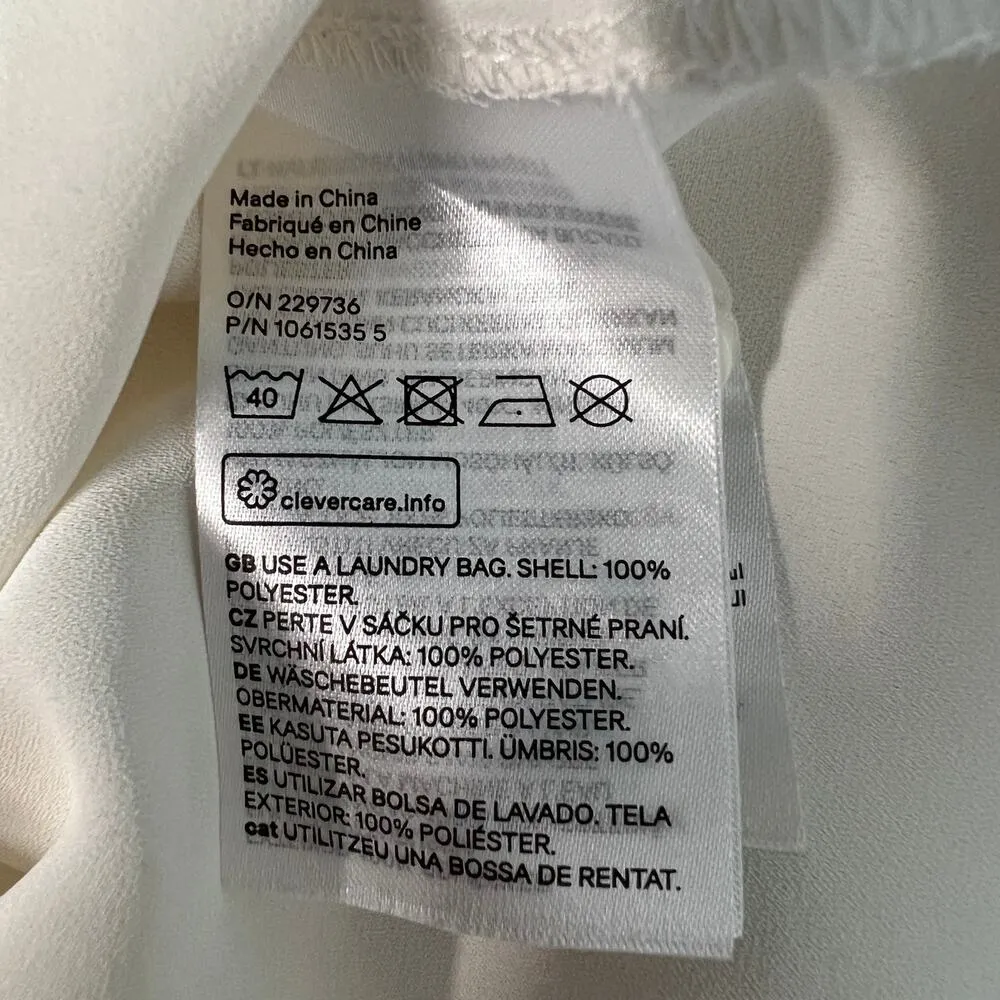 Made in China
Fabriqué en Chine
Hecho en China
O/N 229736
P/N 1061535 5
40
clevercare.info
GB USE A LAUNDRY BAG. SHELL: 100%
POLYESTER.
CZ PERTE V SÁČKU PRO ŠETRNÉ PRANÍ.
SVRCHNÍ LÁTKA: 100% POLYESTER.
DE WÄSCHEBEUTEL VERWENDEN.
OBERMATERIAL: 100% POLYESTER.
EE KASUTA PESUKOTTI. ÜMBRIS: 100%
POLÜESTER.
ES UTILIZAR BOLSA DE LAVADO. TELA
EXTERIOR: 100% POLIÉSTER.
cat UTILITZEU UNA BOSSA DE RENTAT.